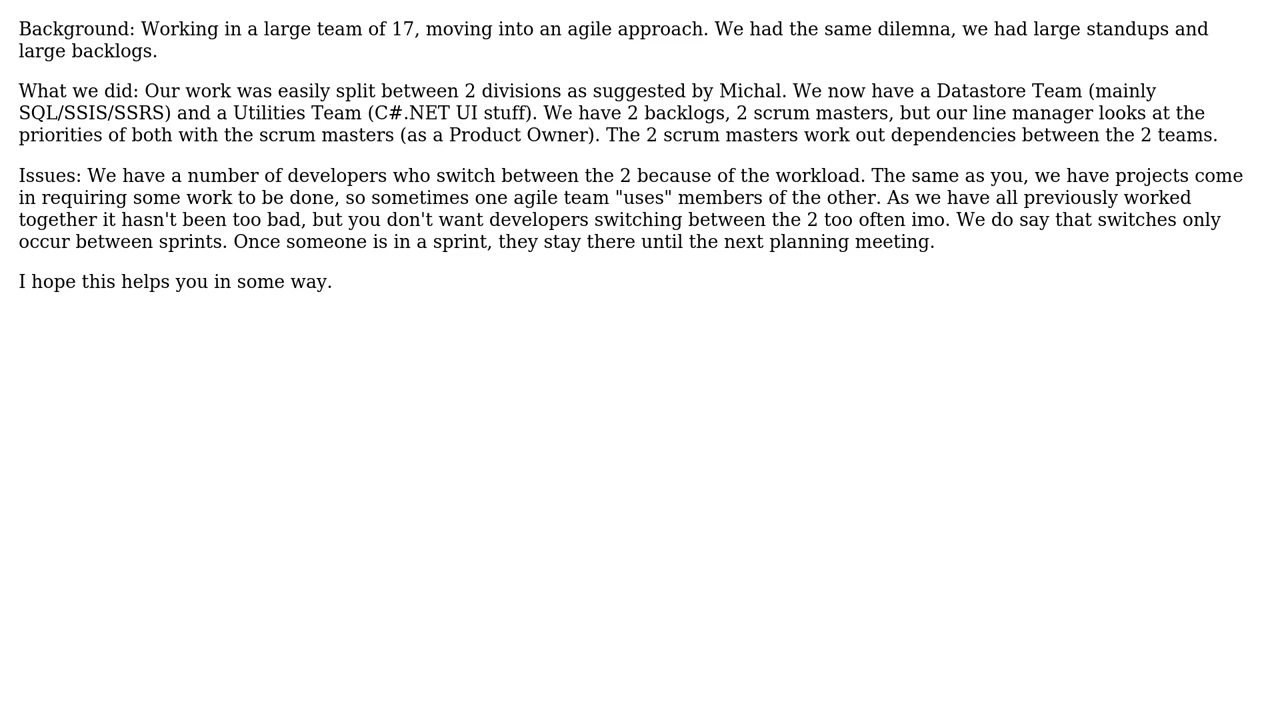 Background: Working in a large team of 17, moving into an agile approach. We had the same dilemna, we had large standups and
large backlogs.
What we did: Our work was easily split between 2 divisions as suggested by Michal. We now have a Datastore Team (mainly
SQL/SSIS/SSRS) and a Utilities Team (C#.NET UI stuff). We have 2 backlogs, 2 scrum masters, but our line manager looks at the
priorities of both with the scrum masters (as a Product Owner). The 2 scrum masters work out dependencies between the 2 teams.
Issues: We have a number of developers who switch between the 2 because of the workload. The same as you, we have projects come
in requiring some work to be done, so sometimes one agile team "uses" members of the other. As we have all previously worked
together it hasn't been too bad, but you don't want developers switching between the 2 too often imo. We do say that switches only
occur between sprints. Once someone is in a sprint, they stay there until the next planning meeting.
I hope this helps you in some way.